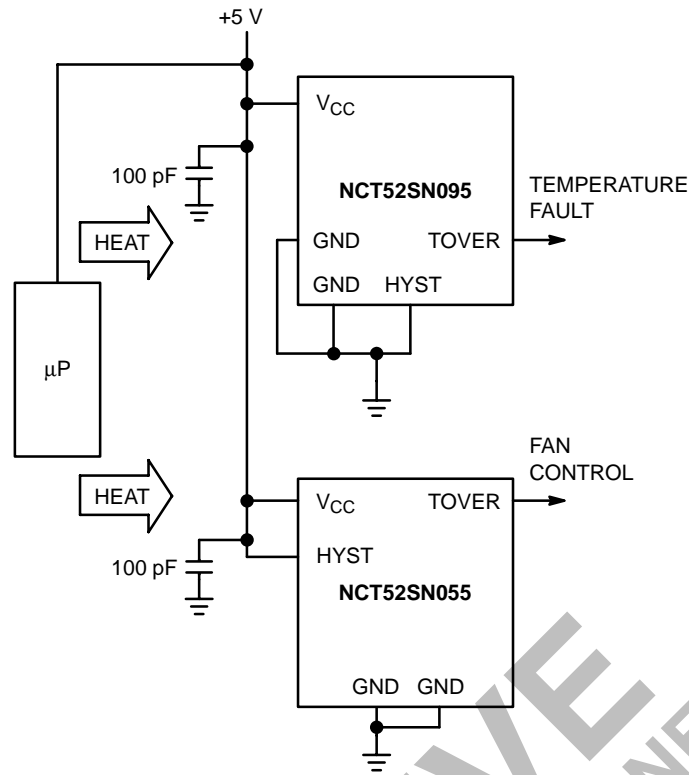 +5 V
VCC
100 pF
NCT52SN095
TEMPERATURE
FAULT
HEAT
GND
TOVER
GND
HYST
μP
FAN
CONTROL
HEAT
VCC
TOVER
100 pF
HYST
NCT52SN055
GND
GND